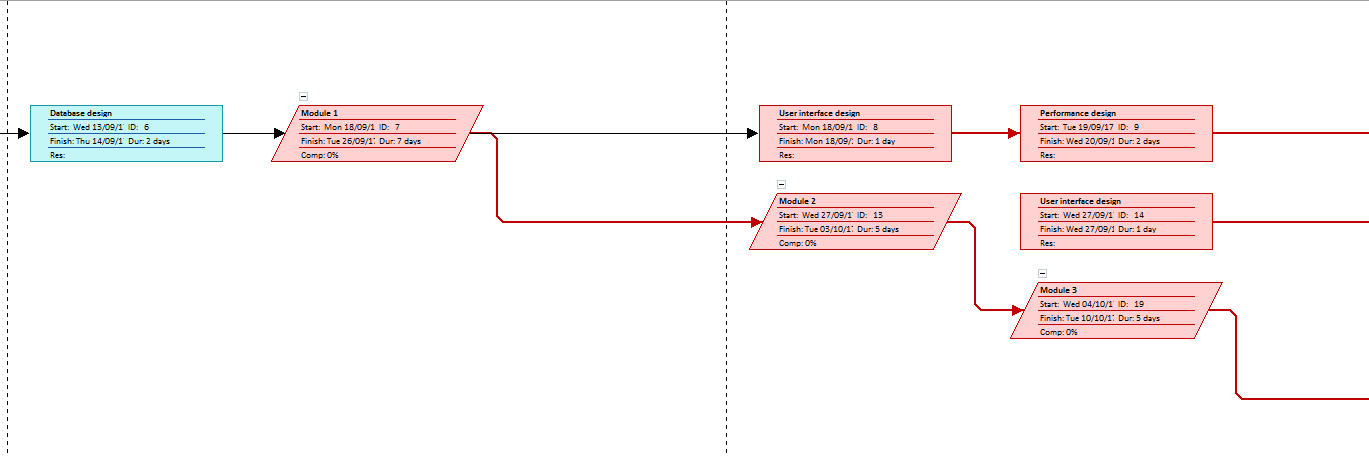 Database design
Start: Wed 13/09/1 ID: 6
Finish: Thu 14/09/1 Dur: 2 days
Res:
Module 1
Start: Mon 18/09/1 ID: 7
Finish: Tue 26/09/1 Dur: 7 days
Comp: 0%
User interface design
Start: Mon 18/09/1 ID: 8
Finish: Mon 18/09/ Dur: 1 day
Res:
Performance design
Start: Tue 19/09/17 ID: 9
Finish: Wed 20/09/1 Dur: 2 days
Res:
Module 2
Start: Wed 27/09/1 ID: 13
Finish: Tue 03/10/1 Dur: 5 days
Comp: 0%
User interface design
Start: Wed 27/09/1 ID: 14
Finish: Wed 27/09/1 Dur: 1 day
Res:
Module 3
Start: Wed 04/10/1 ID: 19
Finish: Tue 10/10/1 Dur: 5 days
Comp: 0%